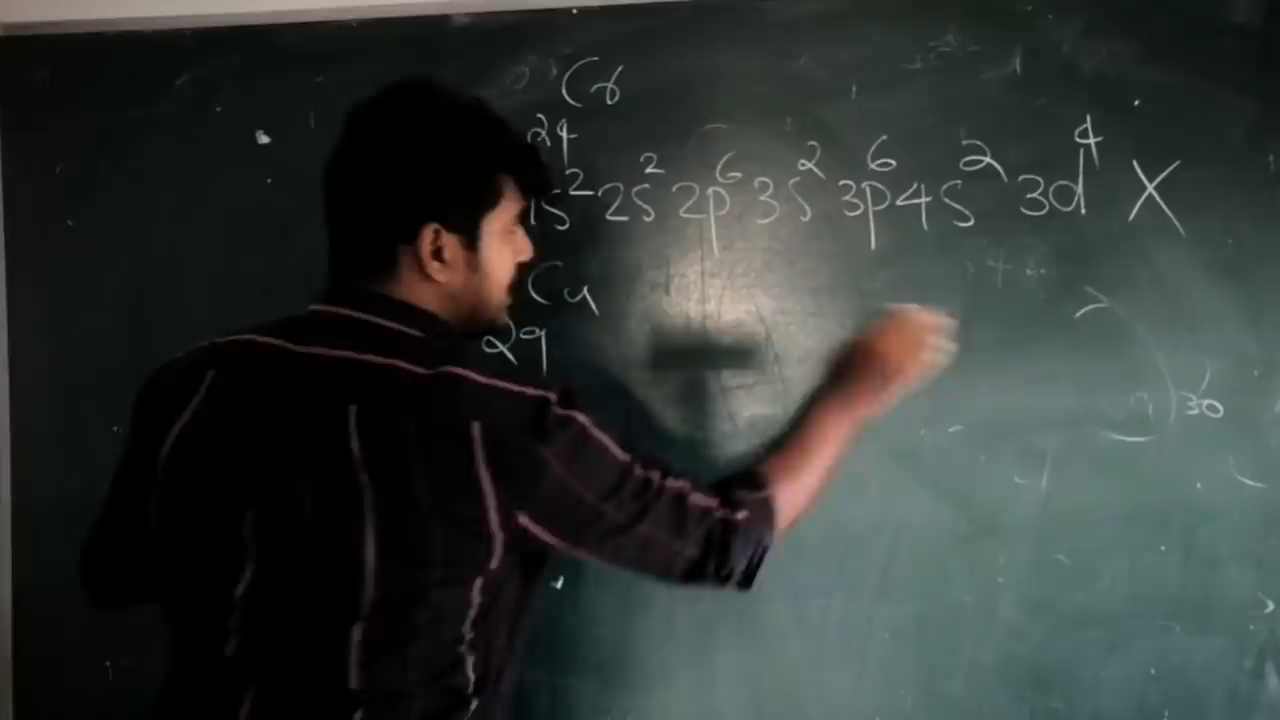 Cr
24
1s² 2s² 2p⁶ 3s² 3p⁶ 4s² 3d⁴ X
Cu
29
30